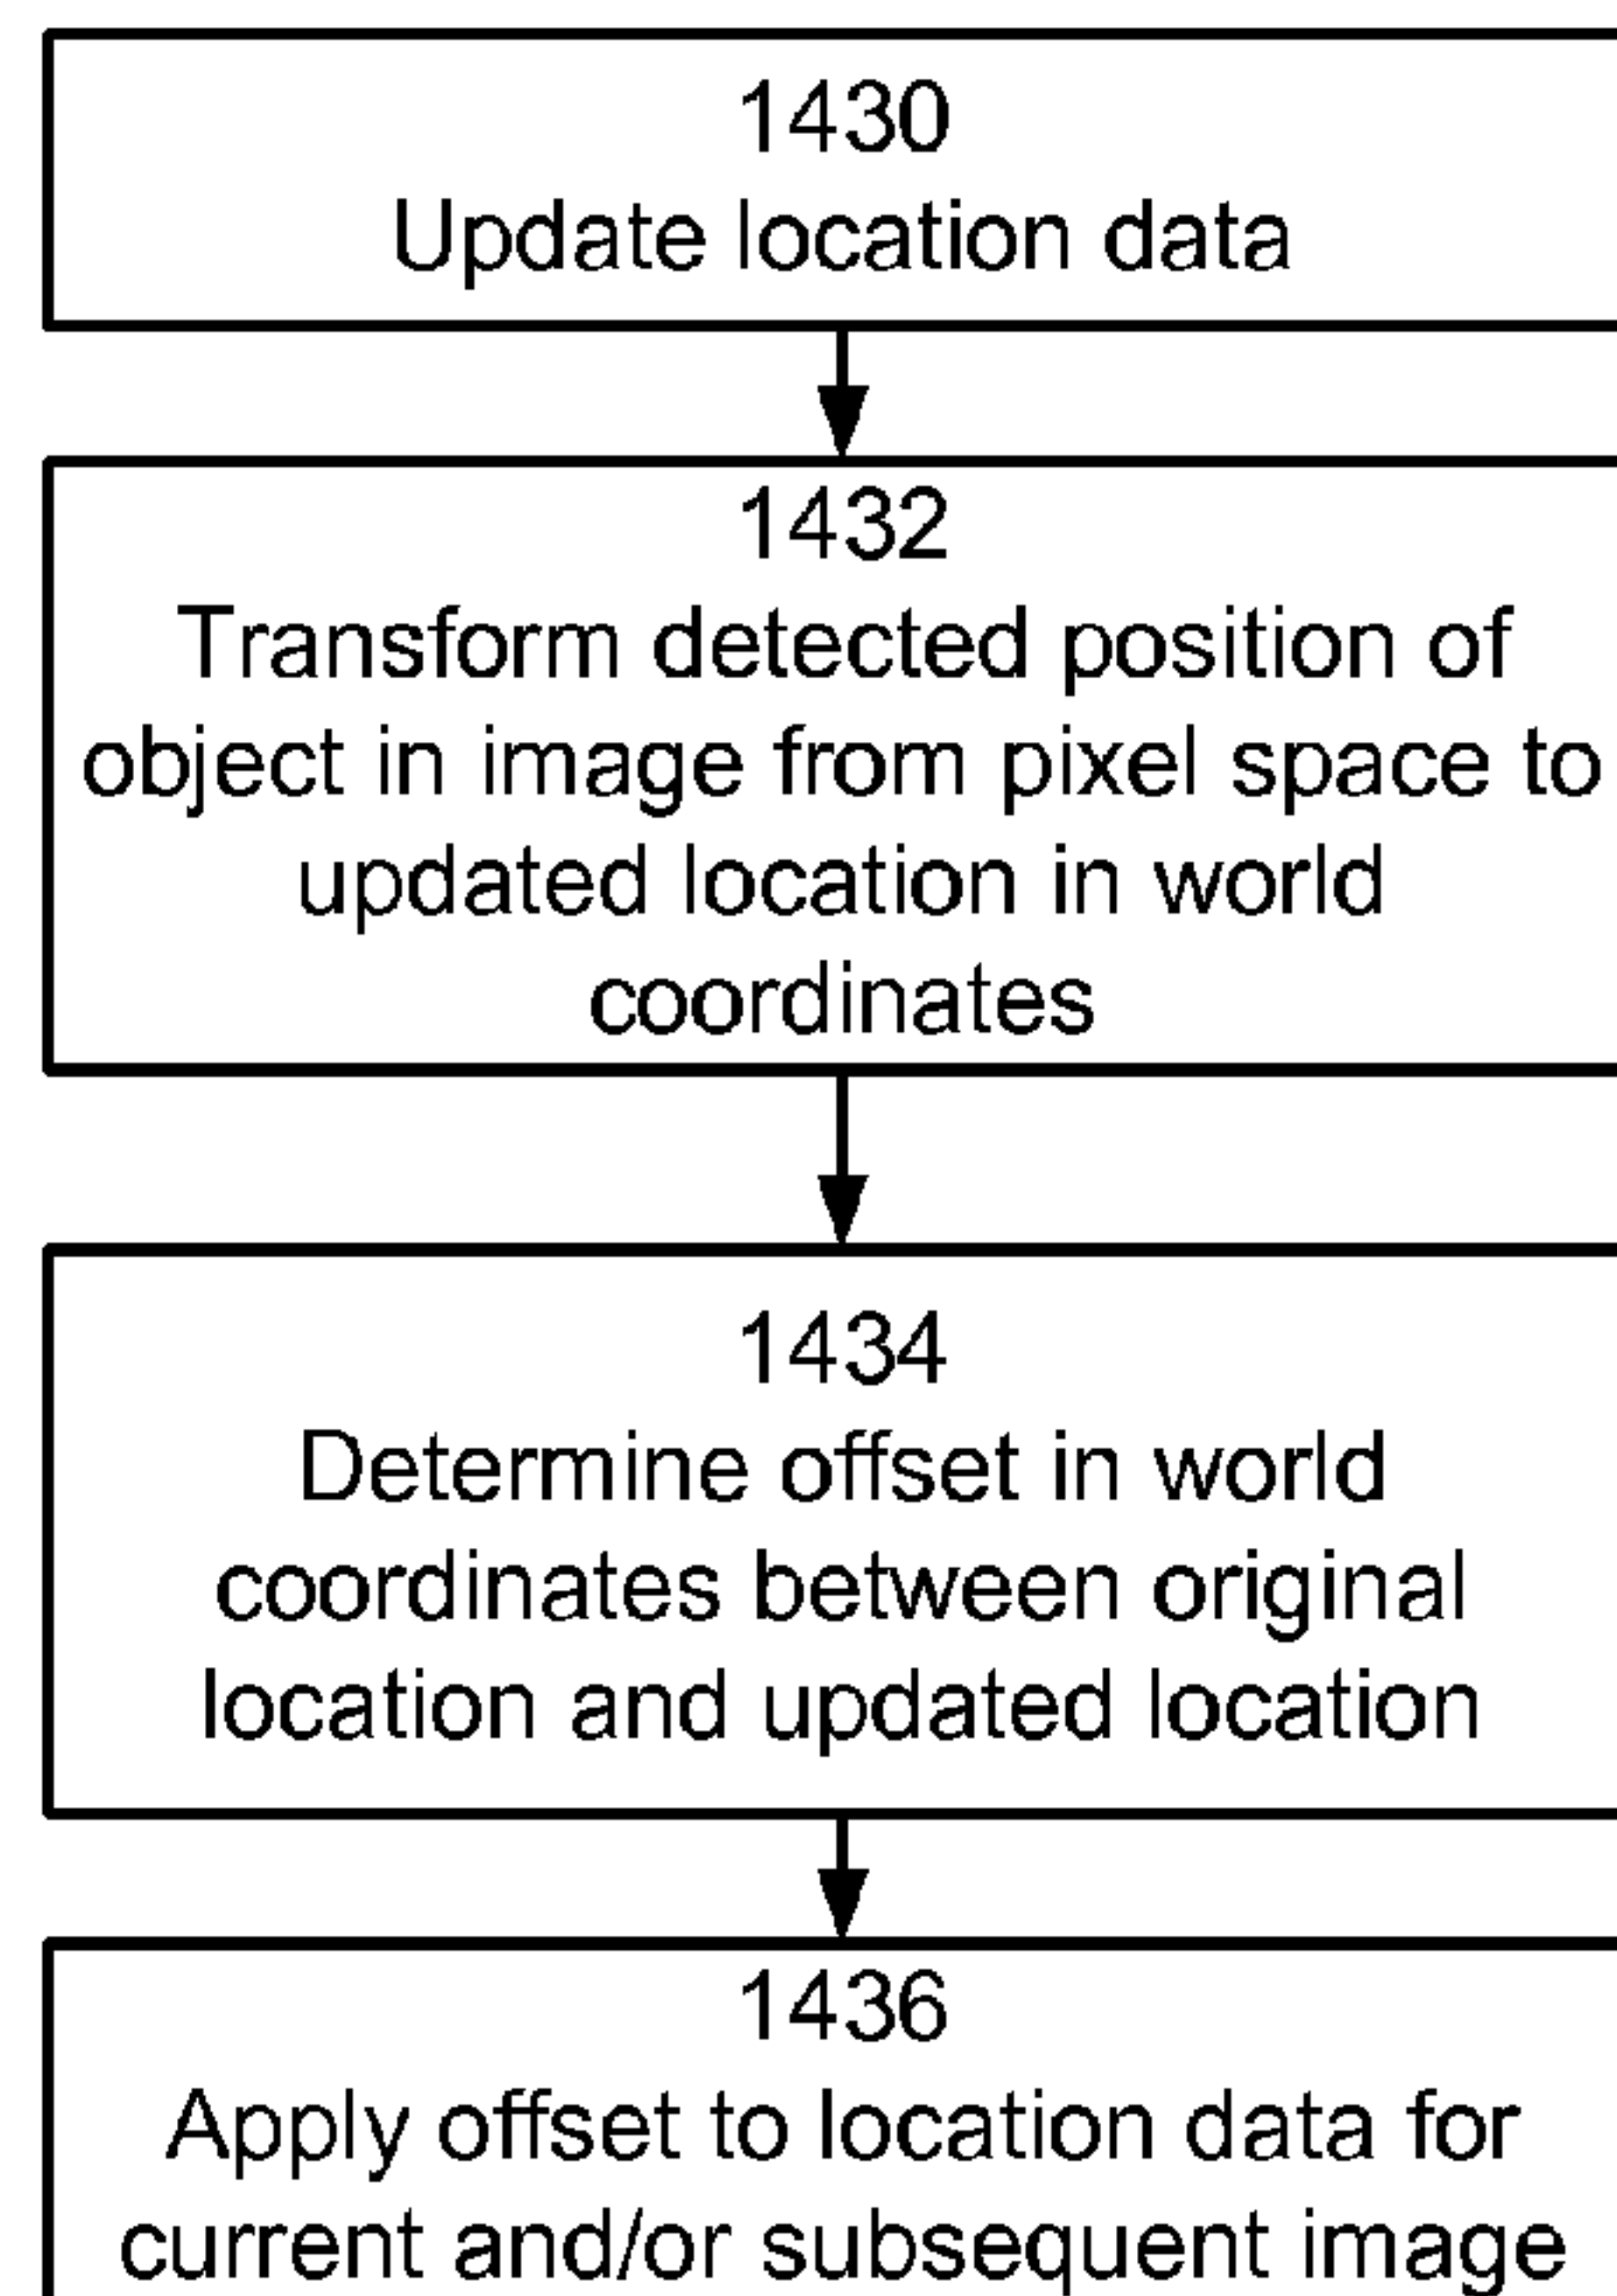 1430
Update location data
1432
Transform detected position of
object in image from pixel space to
updated location in world
coordinates
1434
Determine offset in world
coordinates between original
location and updated location
1436
Apply offset to location data for
current and/or subsequent image